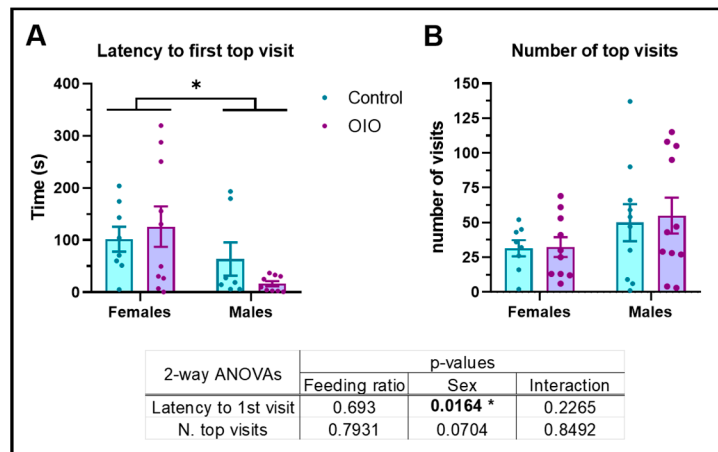 A
Latency to first top visit
400
300
200
100
0
Time (s)
*
Females
Males
Control
OIO
B
Number of top visits
150
125
100
75
50
25
0
number of visits
Females
Males
2-way ANOVAs
p-values
Feeding ratio Sex Interaction
Latency to 1st visit 0.693 0.0164 * 0.2265
N. top visits 0.7931 0.0704 0.8492